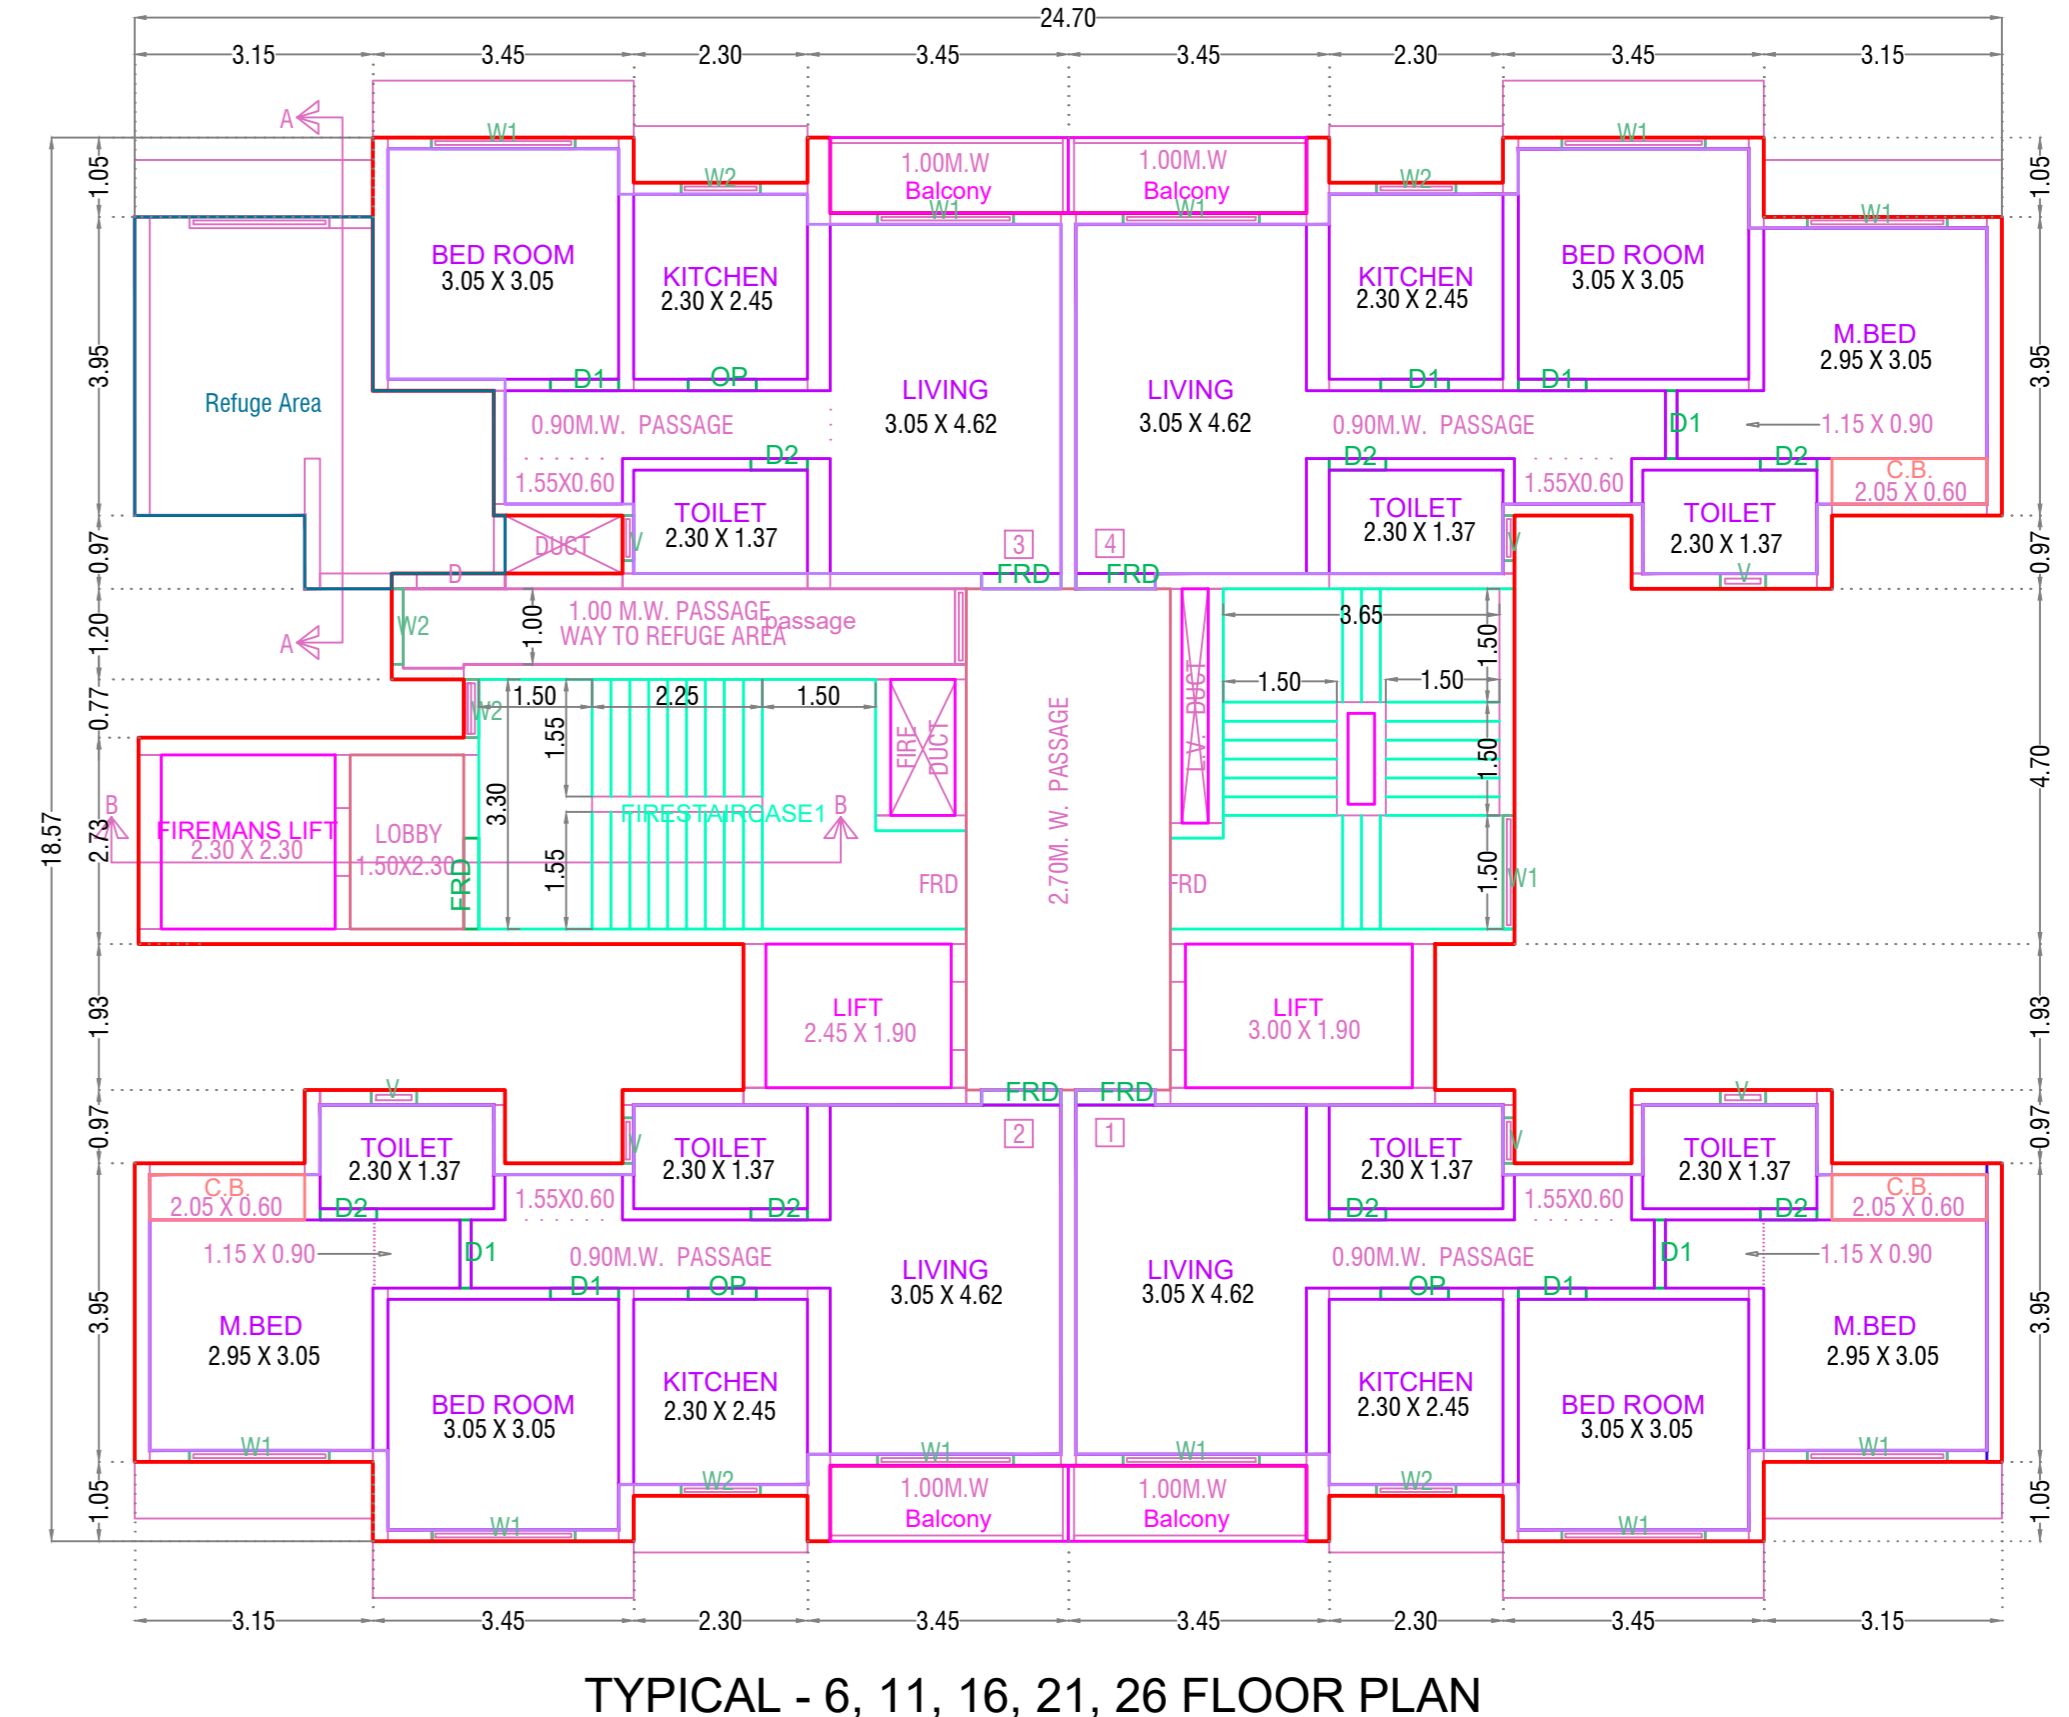 24.70
3.15 3.45 2.30 3.45 3.45 2.30 3.45 3.15
A W1 W1
1.05 W2 1.00M.W 1.00M.W W2 1.05
Balcony Balcony
W1 W1 W1
BED ROOM BED ROOM
3.05 X 3.05 KITCHEN KITCHEN 3.05 X 3.05
2.30 X 2.45 2.30 X 2.45
M.BED
2.95 X 3.05
3.95 3.95
D1 OP D1 D1
Refuge Area LIVING LIVING
3.05 X 4.62 3.05 X 4.62
0.90M.W. PASSAGE 0.90M.W. PASSAGE D1 1.15 X 0.90
D2 D2 D2
1.55X0.60 1.55X0.60 C.B.
2.05 X 0.60
TOILET TOILET TOILET
2.30 X 1.37 2.30 X 1.37 2.30 X 1.37
0.97 DUCT V 3 4 V 0.97
D FRD FRD V
1.20 W2 1.00 1.00 M.W. PASSAGE passage 3.65 1.50
A WAY TO REFUGE AREA
0.77 W2 1.50 2.25 1.50 1.50 1.50
1.55 FIRE DUCT 2.70M. W. PASSAGE L.V. DUCT 1.50 4.70
18.57 2.73 B 3.30 FIRESTAIRCASE1 B
FIREMANS LIFT LOBBY
2.30 X 2.30 1.50X2.30
FRD 1.55 FRD FRD 1.50 W1
LIFT LIFT
2.45 X 1.90 3.00 X 1.90
1.93 1.93
V FRD FRD V
0.97 V 2 1 V 0.97
TOILET TOILET TOILET TOILET
2.30 X 1.37 2.30 X 1.37 2.30 X 1.37 2.30 X 1.37
C.B. C.B.
2.05 X 0.60 D2 1.55X0.60 D2 D2 1.55X0.60 D2 2.05 X 0.60
1.15 X 0.90 D1 0.90M.W. PASSAGE 0.90M.W. PASSAGE D1 1.15 X 0.90
LIVING LIVING
3.05 X 4.62 3.05 X 4.62
D1 OP OP D1
3.95 3.95
M.BED M.BED
2.95 X 3.05 2.95 X 3.05
KITCHEN KITCHEN
2.30 X 2.45 2.30 X 2.45
BED ROOM BED ROOM
3.05 X 3.05 3.05 X 3.05
W1 W1 W1 W1
W2 W2
1.05 1.00M.W 1.00M.W 1.05
Balcony Balcony
W1 W1
3.15 3.45 2.30 3.45 3.45 2.30 3.45 3.15
TYPICAL - 6, 11, 16, 21, 26 FLOOR PLAN